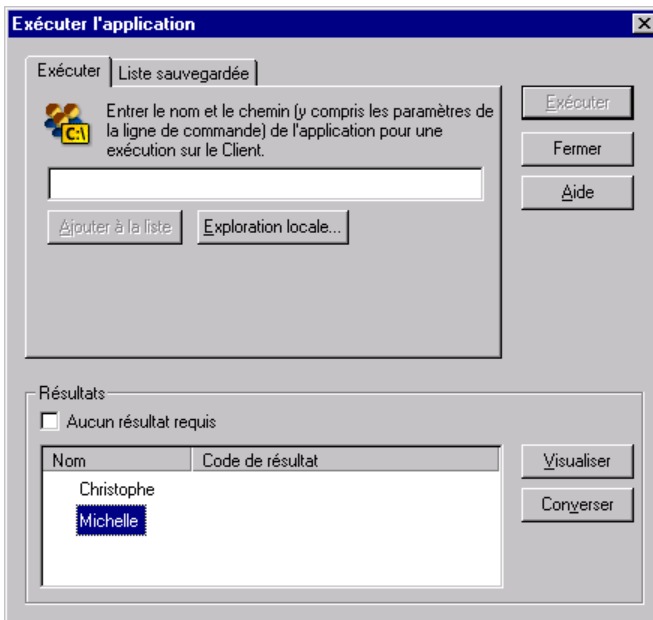 Exécuter l'application
Exécuter
Liste sauvegardée
Entrer le nom et le chemin (y compris les paramètres de
la ligne de commande) de l'application pour une
exécution sur le Client.
C:\
Ajouter à la liste
Exploration locale...
Exécuter
Fermer
Aide
Résultats
Aucun résultat requis
Nom
Code de résultat
Christophe
Michelle
Visualiser
Converser